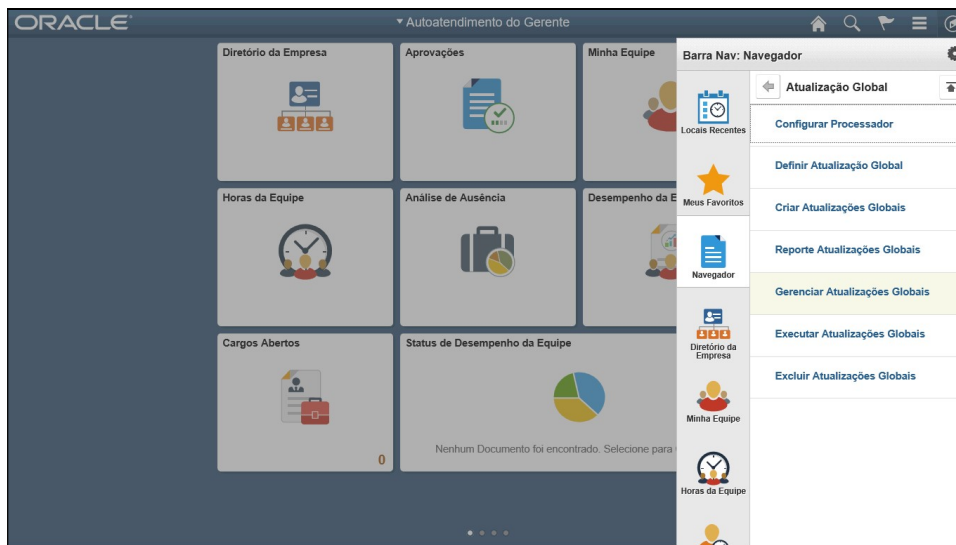 ORACLE
Autoatendimento do Gerente
Diretório da Empresa
Aprovações
Minha Equipe
Horas da Equipe
Análise de Ausência
Desempenho da E
Cargos Abertos
0
Status de Desempenho da Equipe
Nenhum Documento foi encontrado. Selecione para
Barra Nav: Navegador
Locais Recentes
Meus Favoritos
Navegador
Diretório da
Empresa
Minha Equipe
Horas da Equipe
Atualização Global
Configurar Processador
Definir Atualização Global
Criar Atualizações Globais
Reporte Atualizações Globais
Gerenciar Atualizações Globais
Executar Atualizações Globais
Excluir Atualizações Globais